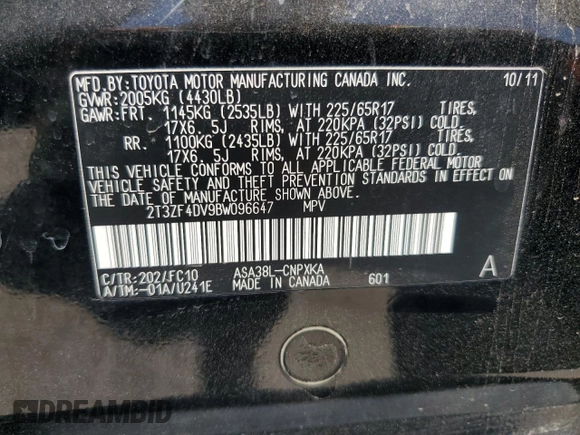 MFD.BY:TOYOTA MOTOR MANUFACTURING CANADA INC. 10/11
GVWR:2005KG (4430LB)
GAWR:FRT. 1145KG (2535LB) WITH 225/65R17 TIRES,
17X6. 5J RIMS, AT 220KPA (32PSI) COLD.
RR. 1100KG (2435LB) WITH 225/65R17 TIRES,
17X6. 5J RIMS, AT 220KPA (32PSI) COLD.
THIS VEHICLE CONFORMS TO ALL APPLICABLE FEDERAL MOTOR
VEHICLE SAFETY AND THEFT PREVENTION STANDARDS IN EFFECT ON
THE DATE OF MANUFACTURE SHOWN ABOVE.
2T3ZF4DV9BW096647 MPV
C/TR:202/FC10 ASA38L-CNPXKA A
A/TM:-01A/U241E MADE IN CANADA 601
DREAMBID